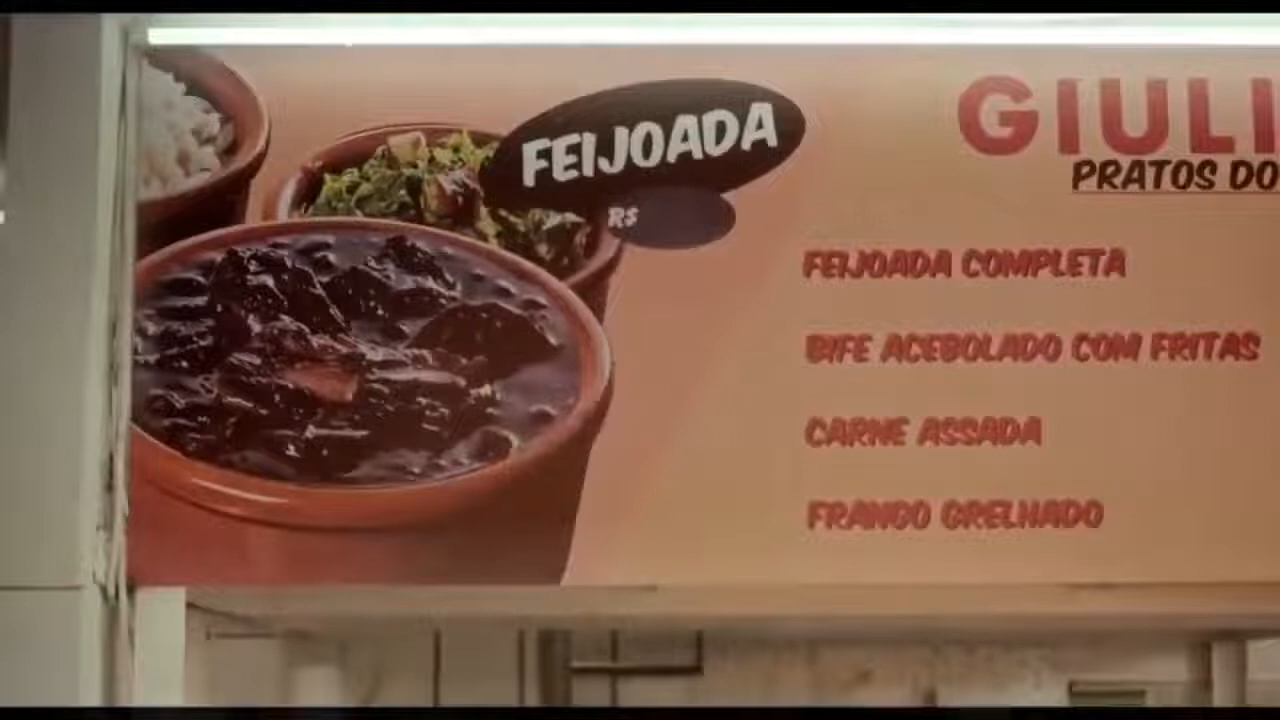 FEIJOADA
R$
GIULI
PRATOS DO
FEIJOADA COMPLETA
BIFE ACEBOLADO COM FRITAS
CARNE ASSADA
FRANGO GRELHADO